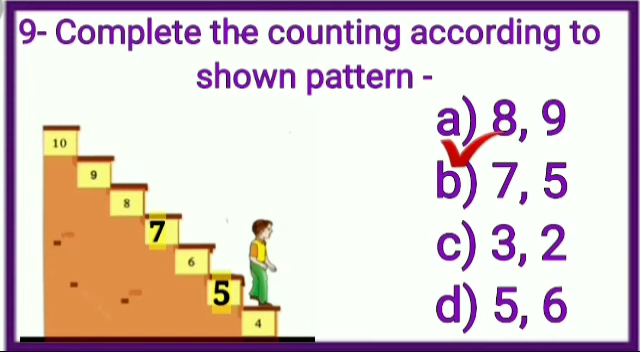 9- Complete the counting according to
shown pattern -
a) 8, 9
b) 7, 5
c) 3, 2
d) 5, 6
10
9
8
7
6
5
4